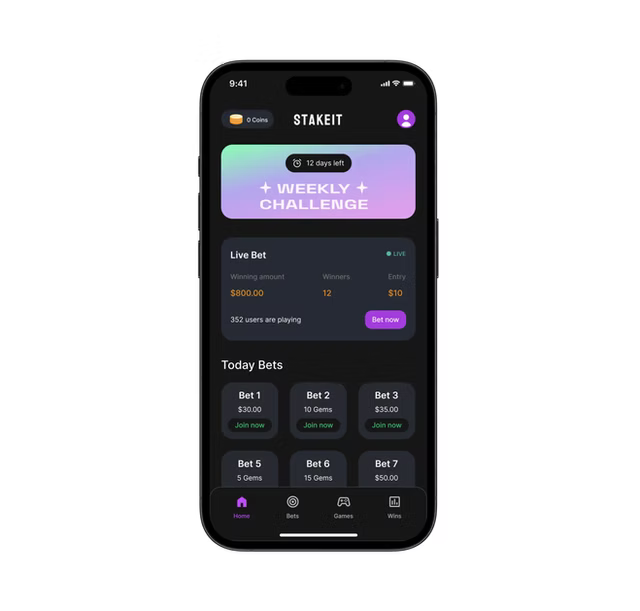 9:41
0 Coins
STAKEIT
12 days left
WEEKLY
CHALLENGE
Live Bet
LIVE
Winning amount Winners Entry
$800.00 12 $10
352 users are playing
Bet now
Today Bets
Bet 1 Bet 2 Bet 3
$30.00 10 Gems $35.00
Join now Join now Join now
Bet 5 Bet 6 Bet 7
5 Gems 15 Gems $50.00
Home Bets Games Wins